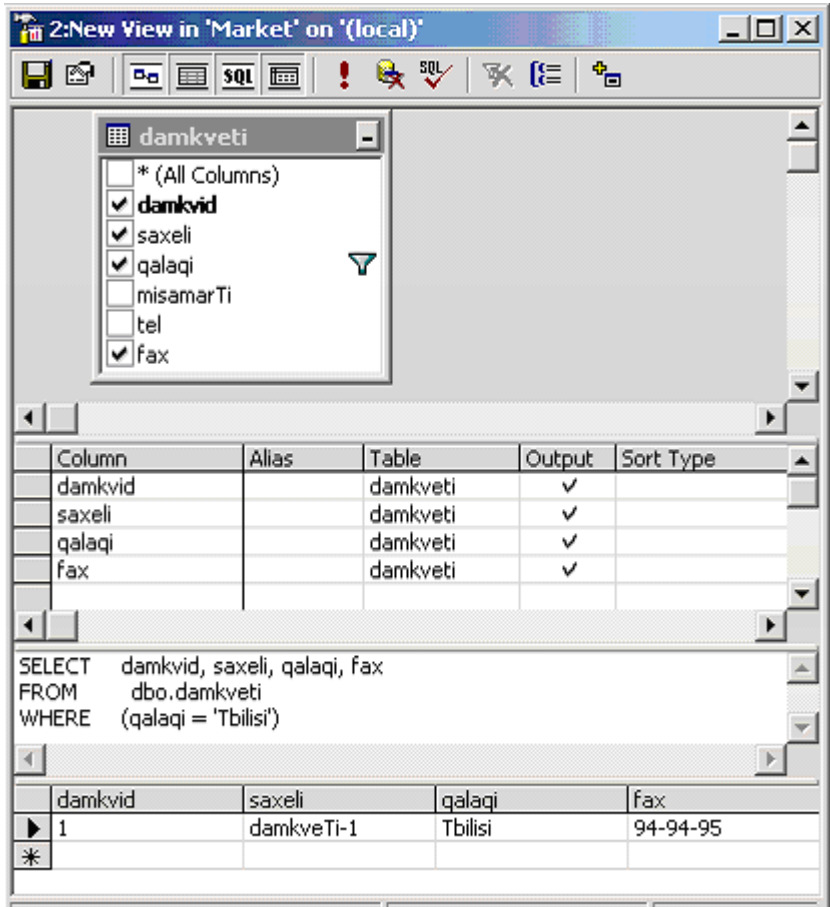 2:New View in 'Market' on '(local)'
SQL SQL
damkveti
* (All Columns)
damkvid
saxeli
qalaqi
misamarTi
tel
fax
Column Alias Table Output Sort Type
damkvid damkveti
saxeli damkveti
qalaqi damkveti
fax damkveti
SELECT damkvid, saxeli, qalaqi, fax
FROM dbo.damkveti
WHERE (qalaqi = 'Tbilisi')
damkvid saxeli qalaqi fax
1 damkveTi-1 Tbilisi 94-94-95